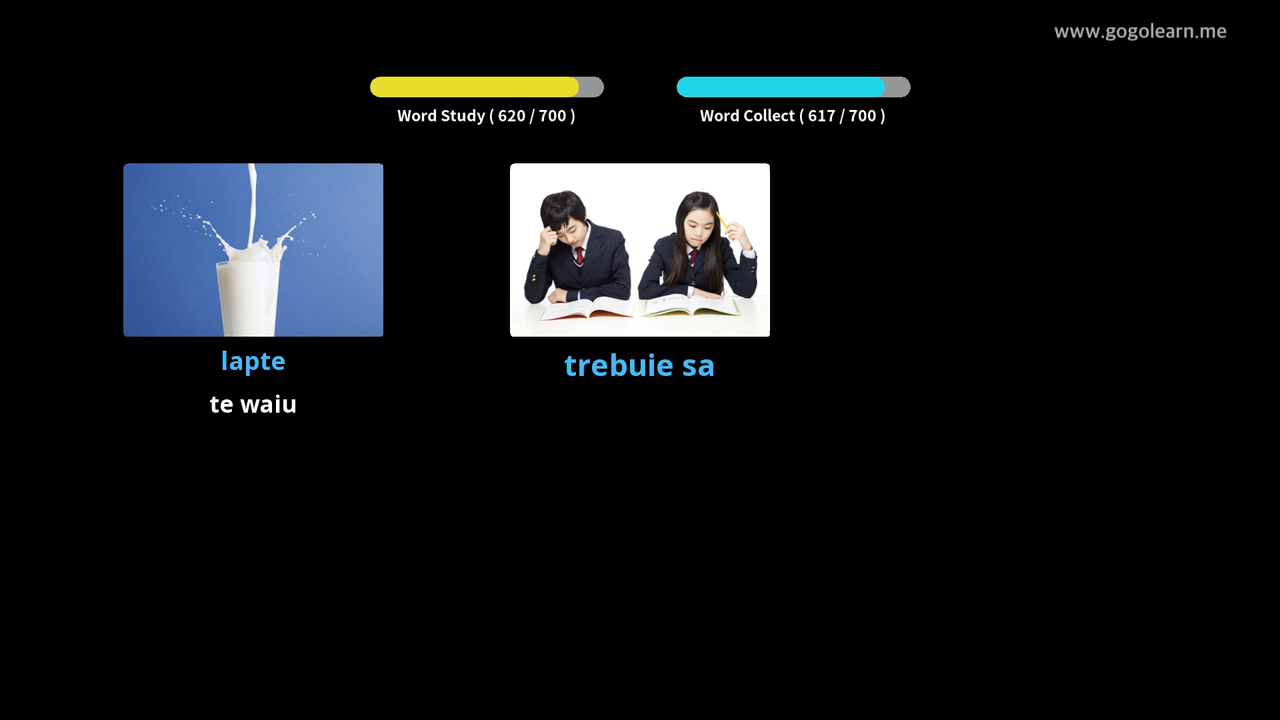 www.gogolearn.me
Word Study ( 620 / 700 )
Word Collect ( 617 / 700 )
lapte
te waiu
trebuie sa